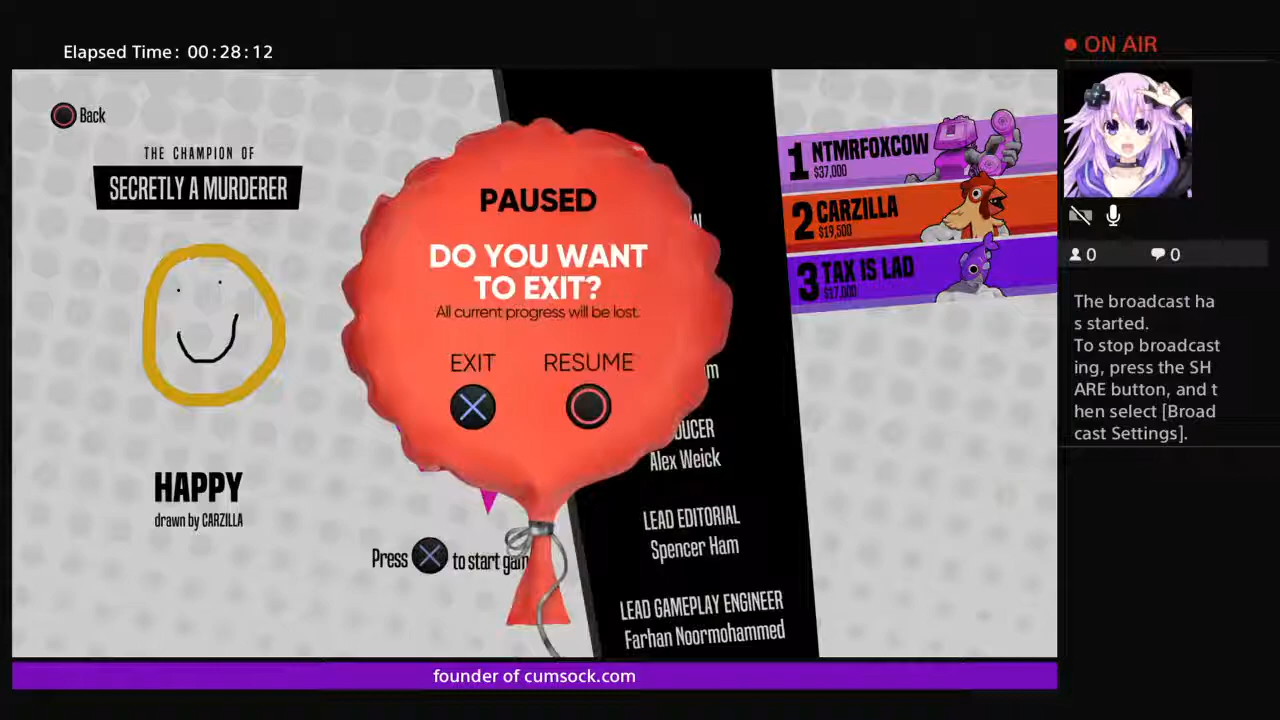 Elapsed Time: 00:28:12
ON AIR
Back
THE CHAMPION OF
SECRETLY A MURDERER
HAPPY
drawn by CARZILLA
PAUSED
DO YOU WANT
TO EXIT?
All current progress will be lost.
EXIT RESUME
Press to start gam
Alex Weick
LEAD EDITORIAL
Spencer Ham
LEAD GAMEPLAY ENGINEER
Farhan Noormohammed
1 NTMRFOXCOW
$37,000
2 CARZILLA
$19,500
3 TAX IS LAD
$17,000
0 0
The broadcast ha
s started.
To stop broadcast
ing, press the SH
ARE button, and t
hen select [Broad
cast Settings].
founder of cumsock.com